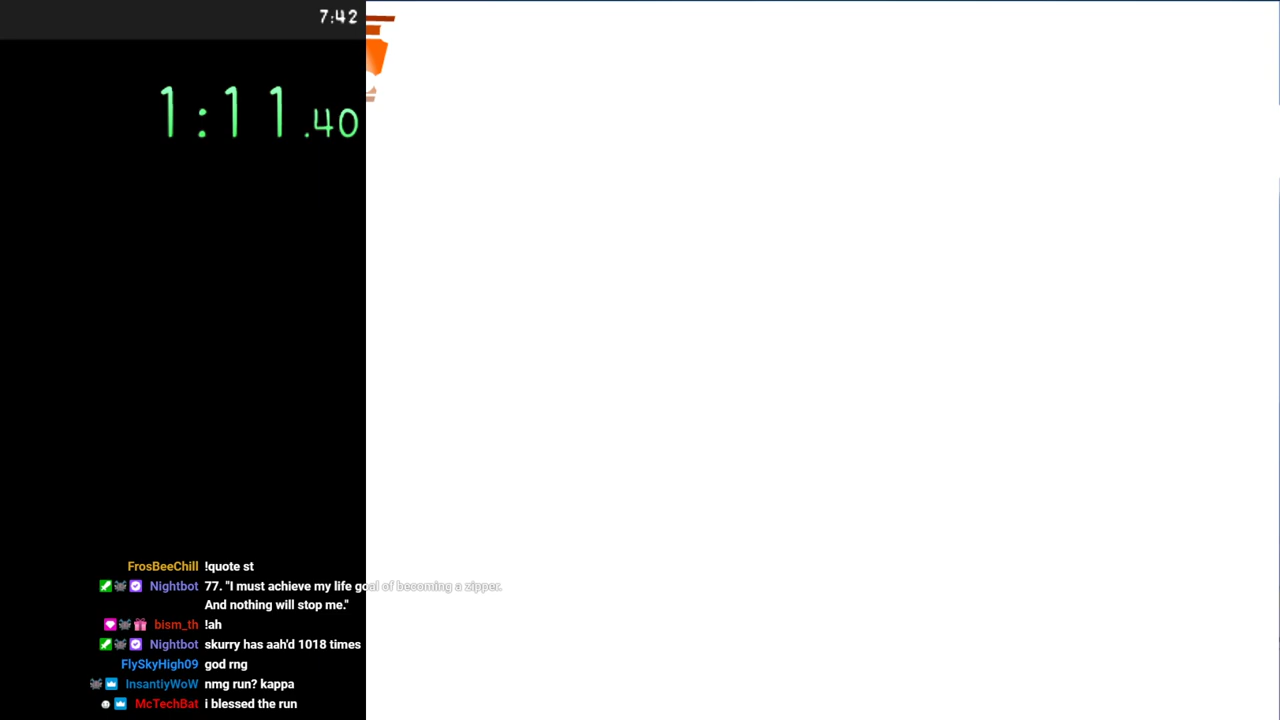 7:42
1:11.40
FrosBeeChill !quote st
Nightbot 77. "I must achieve my life goal of becoming a zipper.
And nothing will stop me."
bism_th !ah
Nightbot skurry has aah'd 1018 times
FlySkyHigh09 god rng
InsantiyWoW nmg run? kappa
McTechBat i blessed the run